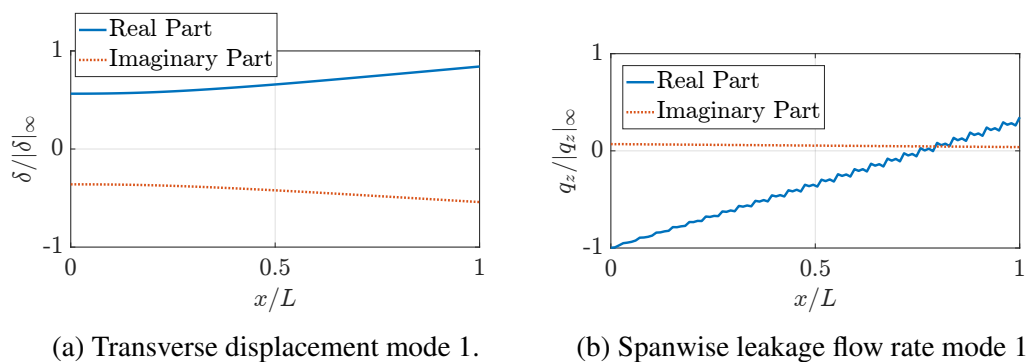 Real Part
Imaginary Part
1
0
-1
δ/|δ|∞
0
0.5
1
x/L
(a) Transverse displacement mode 1.
Real Part
Imaginary Part
1
0
-1
q_z/|q_z|∞
0
0.5
1
x/L
(b) Spanwise leakage flow rate mode 1